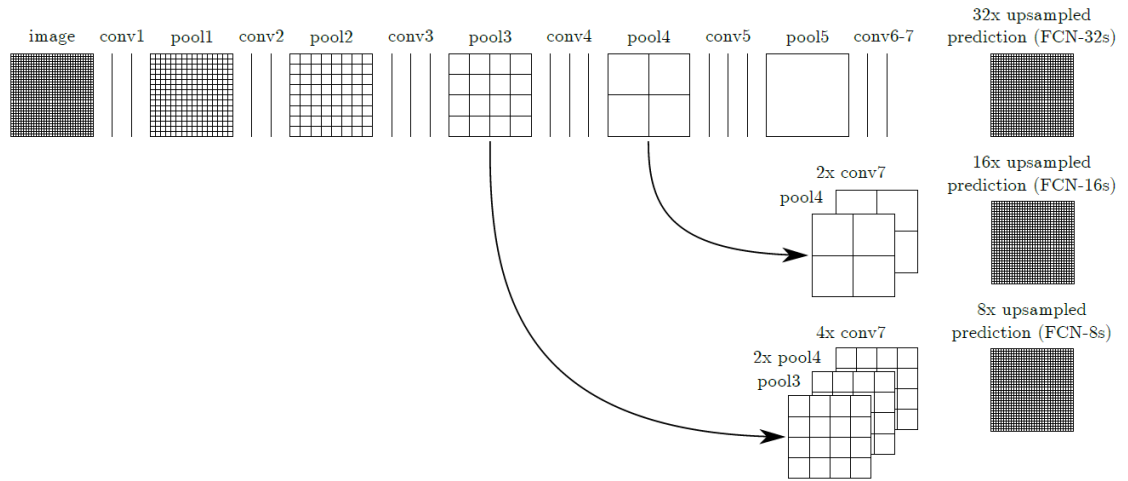 image conv1 pool1 conv2 pool2 conv3 pool3 conv4 pool4 conv5 pool5 conv6-7
32x upsampled
prediction (FCN-32s)
16x upsampled
prediction (FCN-16s)
2x conv7
pool4
8x upsampled
prediction (FCN-8s)
4x conv7
2x pool4
pool3